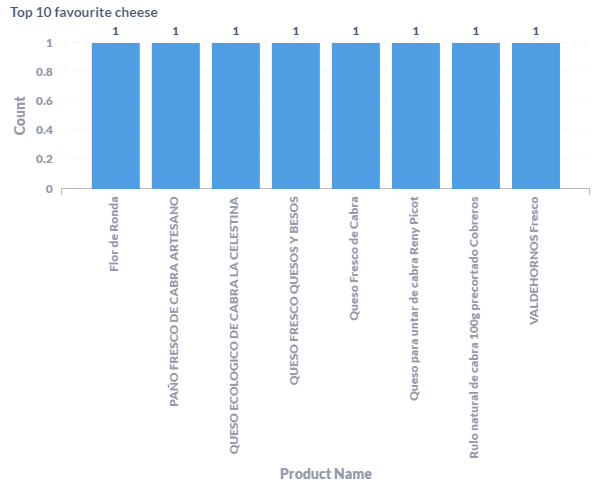 Top 10 favourite cheese
1 1 1 1 1 1 1 1
1
0.8
0.6
0.4
0.2
0
Count
Flor de Ronda
PAÑO FRESCO DE CABRA ARTESANO
QUESO ECOLOGICO DE CABRA LA CELESTINA
QUESO FRESCO QUESOS Y BESOS
Queso Fresco de Cabra
Queso para untar de cabra Reny Picot
Rulo natural de cabra 100g precortado Cobreros
VALDEHORNOS Fresco
Product Name